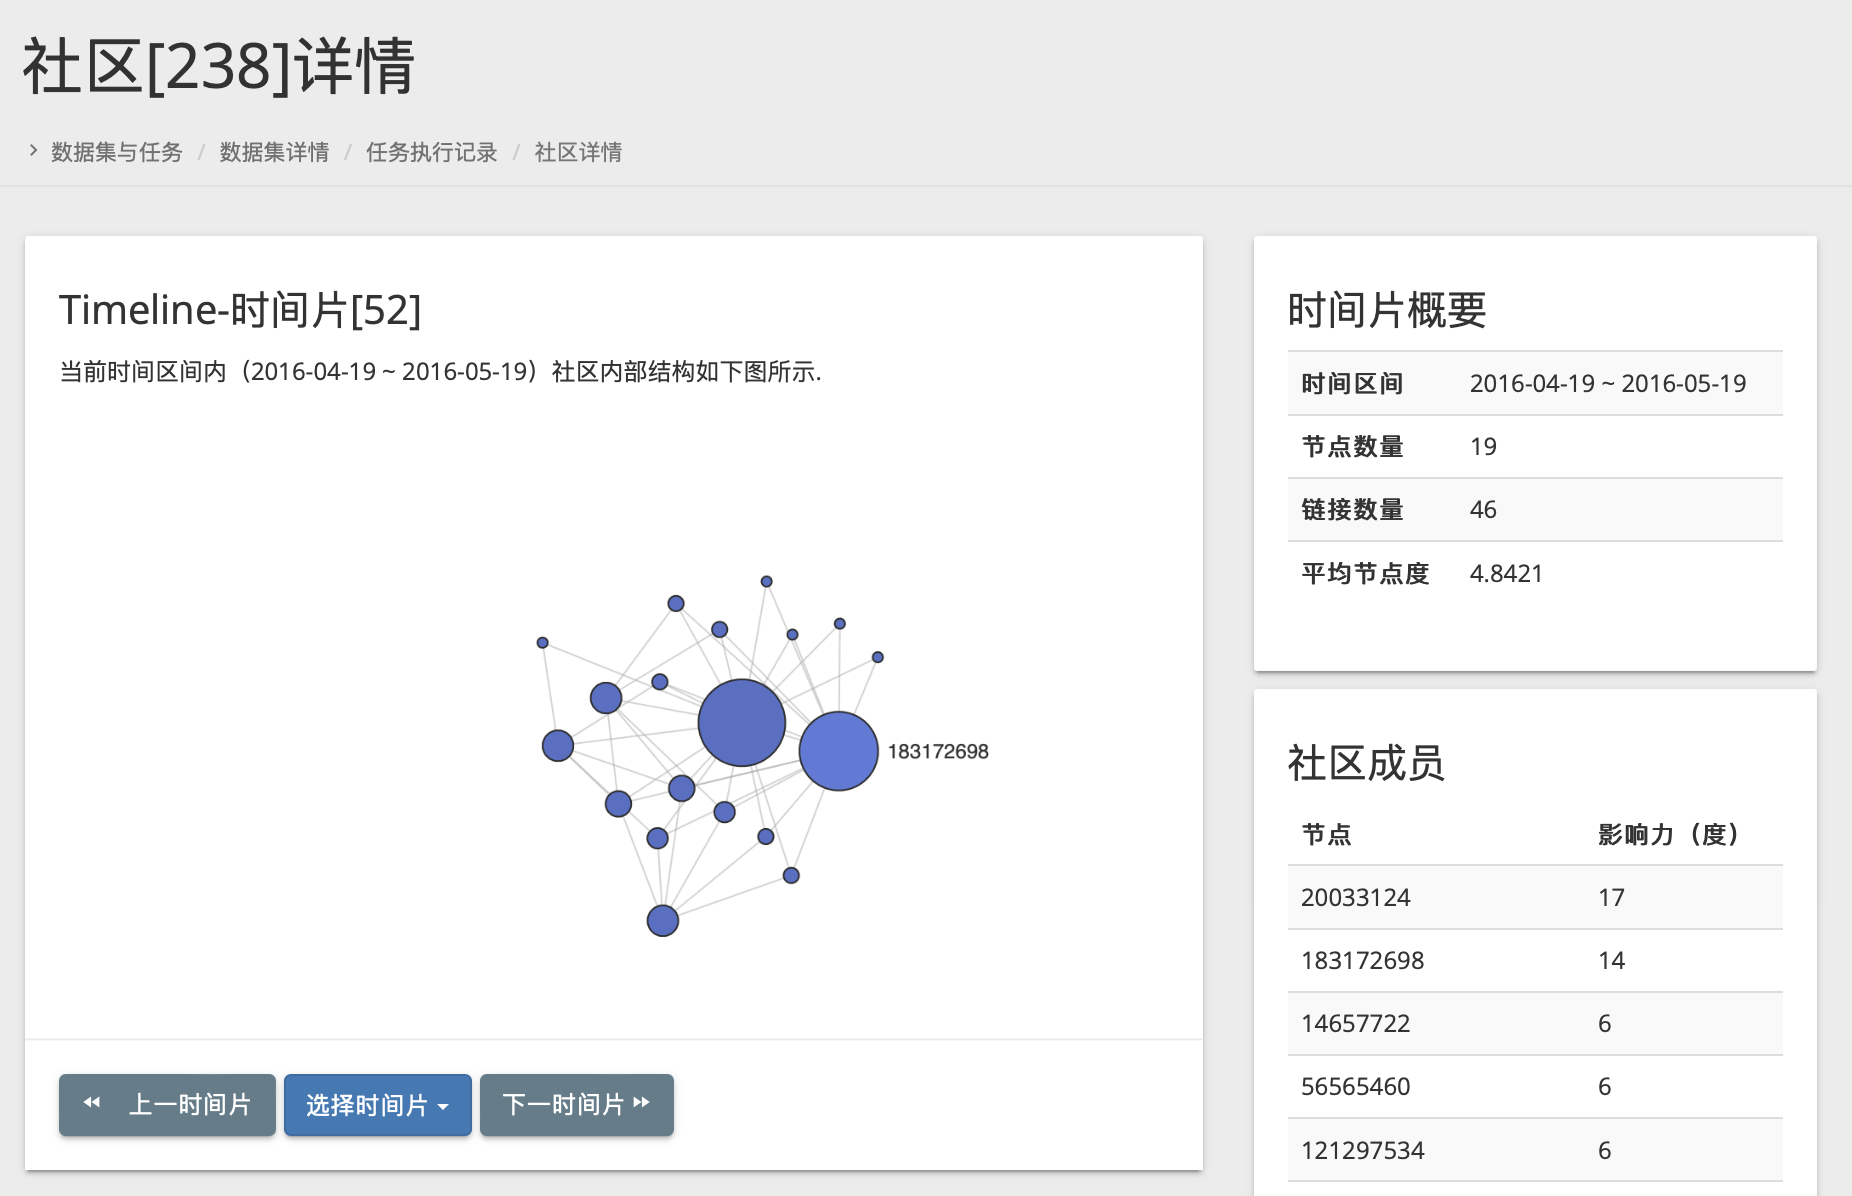 社区[238]详情
数据集与任务 / 数据集详情 / 任务执行记录 / 社区详情
Timeline-时间片[52]
当前时间区间内（2016-04-19 ~ 2016-05-19）社区内部结构如下图所示.
183172698
上一时间片
选择时间片
下一时间片
时间片概要
时间区间 2016-04-19 ~ 2016-05-19
节点数量 19
链接数量 46
平均节点度 4.8421
社区成员
节点 影响力（度）
20033124 17
183172698 14
14657722 6
56565460 6
121297534 6